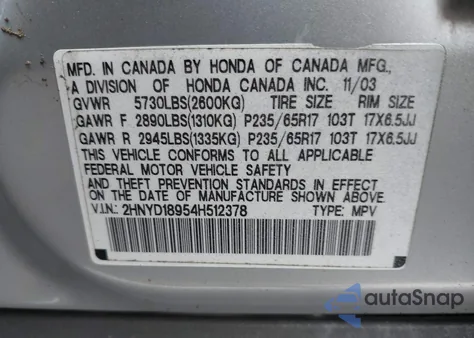 MFD. IN CANADA BY HONDA OF CANADA MFG.,
A DIVISION OF HONDA CANADA INC. 11/03
GVWR 5730LBS(2600KG) TIRE SIZE RIM SIZE
GAWR F 2890LBS(1310KG) P235/65R17 103T 17X6.5JJ
GAWR R 2945LBS(1335KG) P235/65R17 103T 17X6.5JJ
THIS VEHICLE CONFORMS TO ALL APPLICABLE
FEDERAL MOTOR VEHICLE SAFETY
AND THEFT PREVENTION STANDARDS IN EFFECT
ON THE DATE OF MANUFACTURE SHOWN ABOVE.
V.I.N.: 2HNYD18954H512378 TYPE: MPV
autoSnap